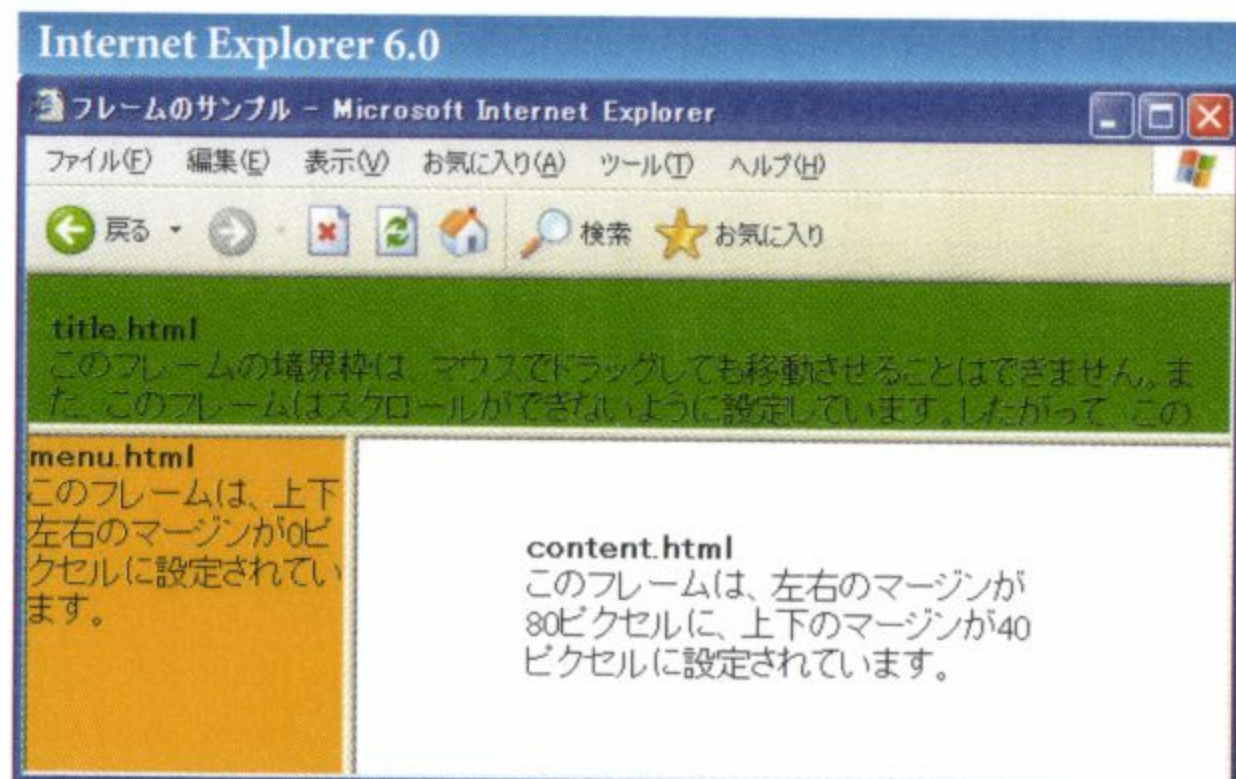 Internet Explorer 6.0
フレームのサンプル - Microsoft Internet Explorer
ファイル(F) 編集(E) 表示(V) お気に入り(A) ツール(T) ヘルプ(H)
戻る 検索 お気に入り
title.html
このフレームの境界枠は、マウスでドラッグしても移動させることはできません。ま
た、このフレームはスクロールができないように設定しています。したがって、この
menu.html
このフレームは、上下
左右のマージンが0ピ
クセルに設定されてい
ます。
content.html
このフレームは、左右のマージンが
80ピクセルに、上下のマージンが40
ピクセルに設定されています。